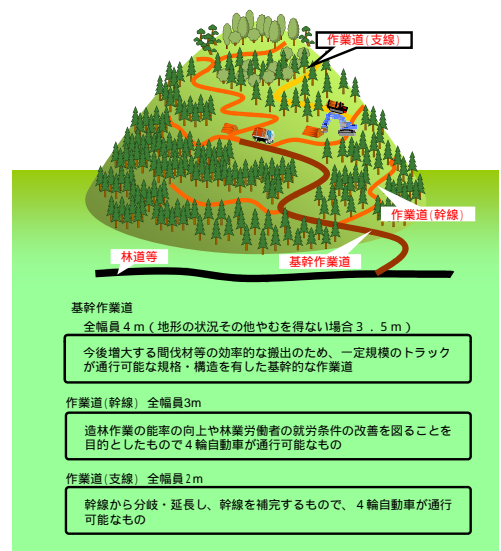 作業道(支線)
作業道(幹線)
林道等
基幹作業道
基幹作業道
全幅員４ｍ（地形の状況その他やむを得ない場合３．５ｍ）
今後増大する間伐材等の効率的な搬出のため、一定規模のトラック
が通行可能な規格・構造を有した基幹的な作業道
作業道(幹線) 全幅員3m
造林作業の能率の向上や林業労働者の就労条件の改善を図ることを
目的としたもので４輪自動車が通行可能なもの
作業道(支線) 全幅員2m
幹線から分岐・延長し、幹線を補完するもので、４輪自動車が通行
可能なもの